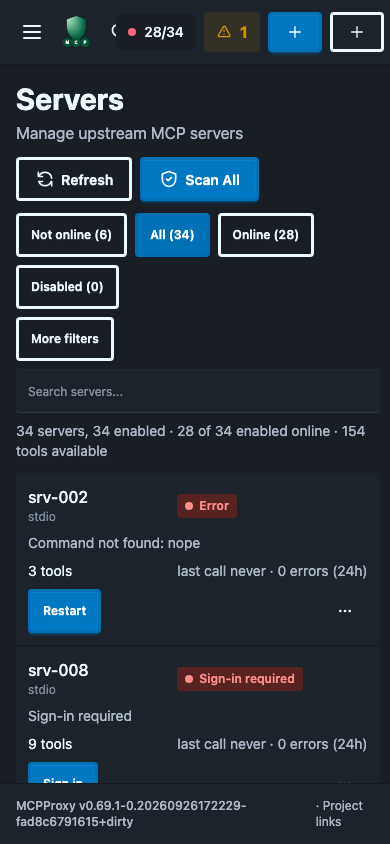 MCP
28/34
1
Servers
Manage upstream MCP servers
Refresh
Scan All
Not online (6)
All (34)
Online (28)
Disabled (0)
More filters
Search servers...
34 servers, 34 enabled · 28 of 34 enabled online · 154
tools available
srv-002
Error
stdio
Command not found: nope
3 tools
last call never · 0 errors (24h)
Restart
···
srv-008
Sign-in required
stdio
Sign-in required
9 tools
last call never · 0 errors (24h)
Sign in
MCPProxy v0.69.1-0.20260926172229-
fad8c6791615+dirty
· Project
links